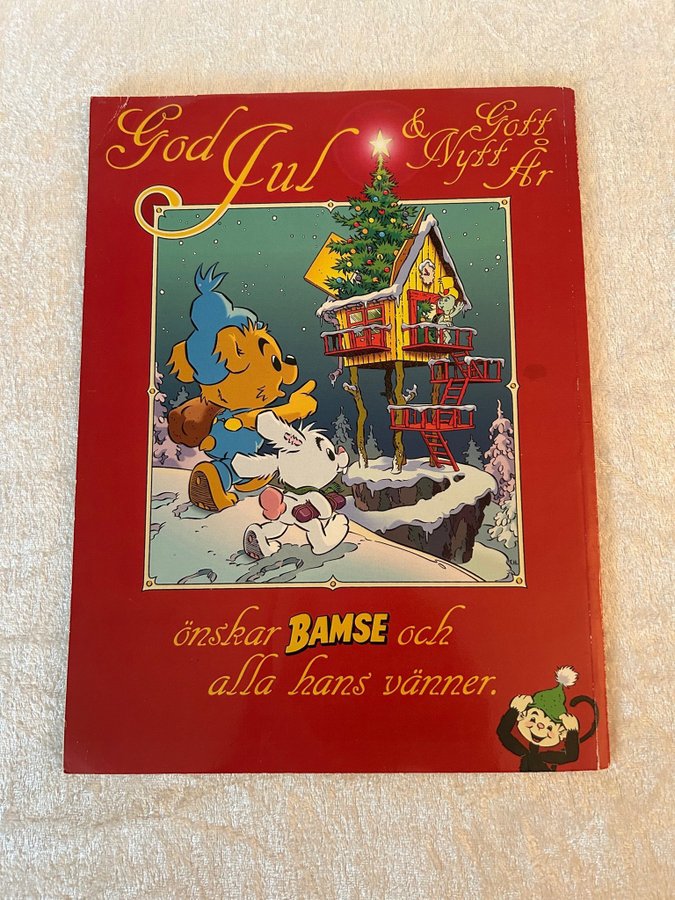 God Jul & Gott
Nytt
År
önskar BAMSE och
alla hans vänner.